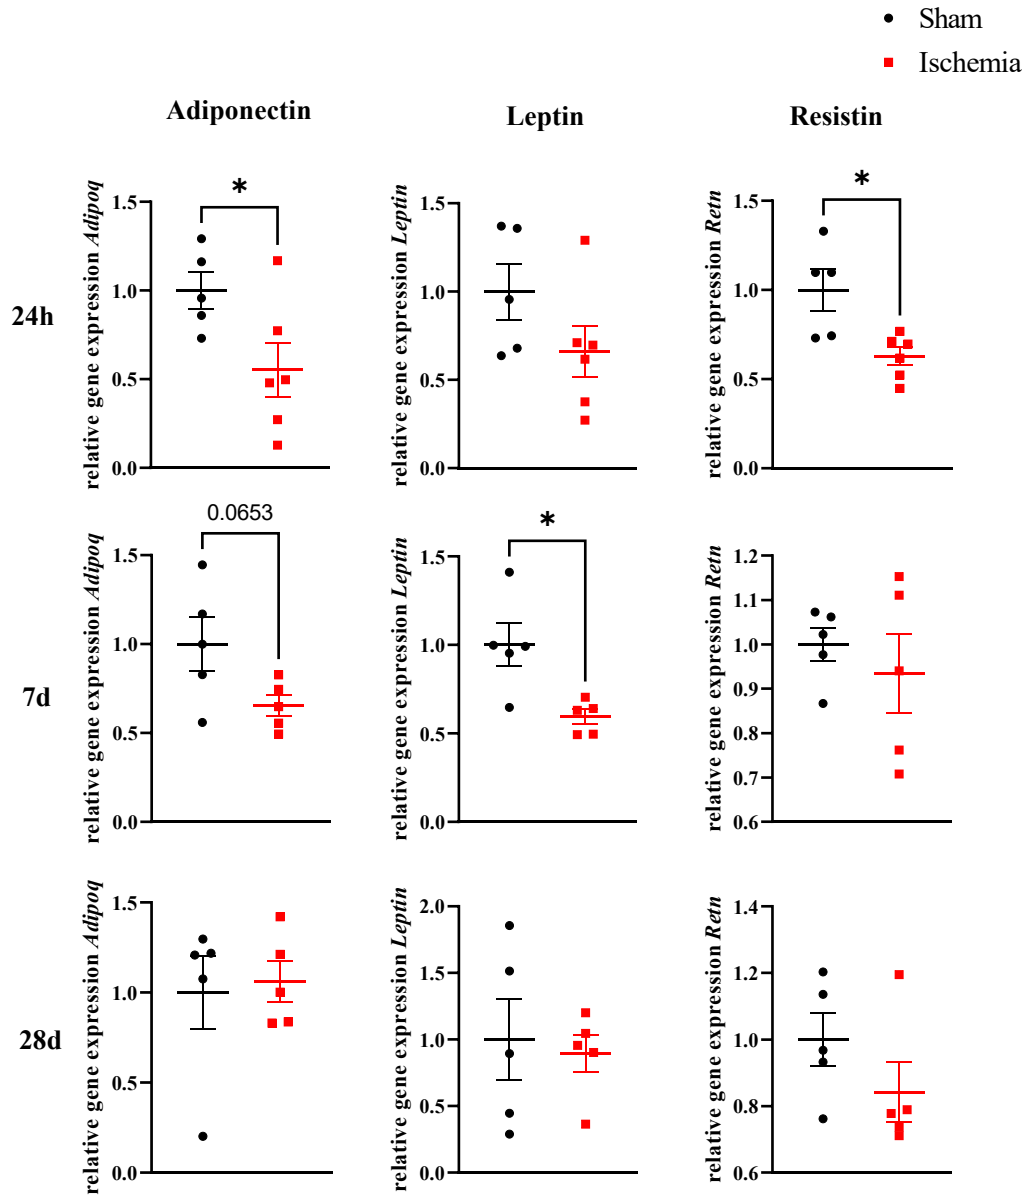 Sham
Ischemia
Adiponectin
Leptin
Resistin
24h
relative gene expression Adipoq
1.5
1.0
0.5
0.0
*
relative gene expression Leptin
1.5
1.0
0.5
0.0
relative gene expression Retn
1.5
1.0
0.5
0.0
*
7d
relative gene expression Adipoq
1.5
1.0
0.5
0.0
0.0653
relative gene expression Leptin
1.5
1.0
0.5
0.0
*
relative gene expression Retn
1.2
1.1
1.0
0.9
0.8
0.7
0.6
28d
relative gene expression Adipoq
1.5
1.0
0.5
0.0
relative gene expression Leptin
2.0
1.5
1.0
0.5
0.0
relative gene expression Retn
1.4
1.2
1.0
0.8
0.6